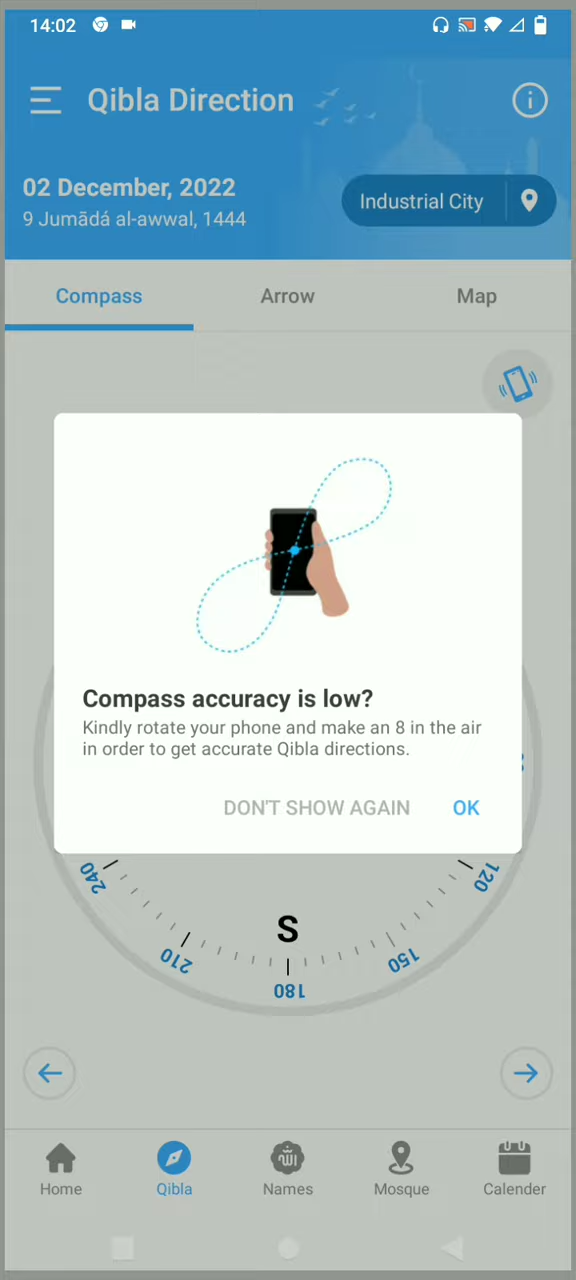 14:02
Qibla Direction
02 December, 2022
9 Jumādá al-awwal, 1444
Industrial City
Compass
Arrow
Map
Compass accuracy is low?
Kindly rotate your phone and make an 8 in the air
in order to get accurate Qibla directions.
DON'T SHOW AGAIN
OK
240
120
S
210
150
180
Home
Qibla
Names
Mosque
Calender